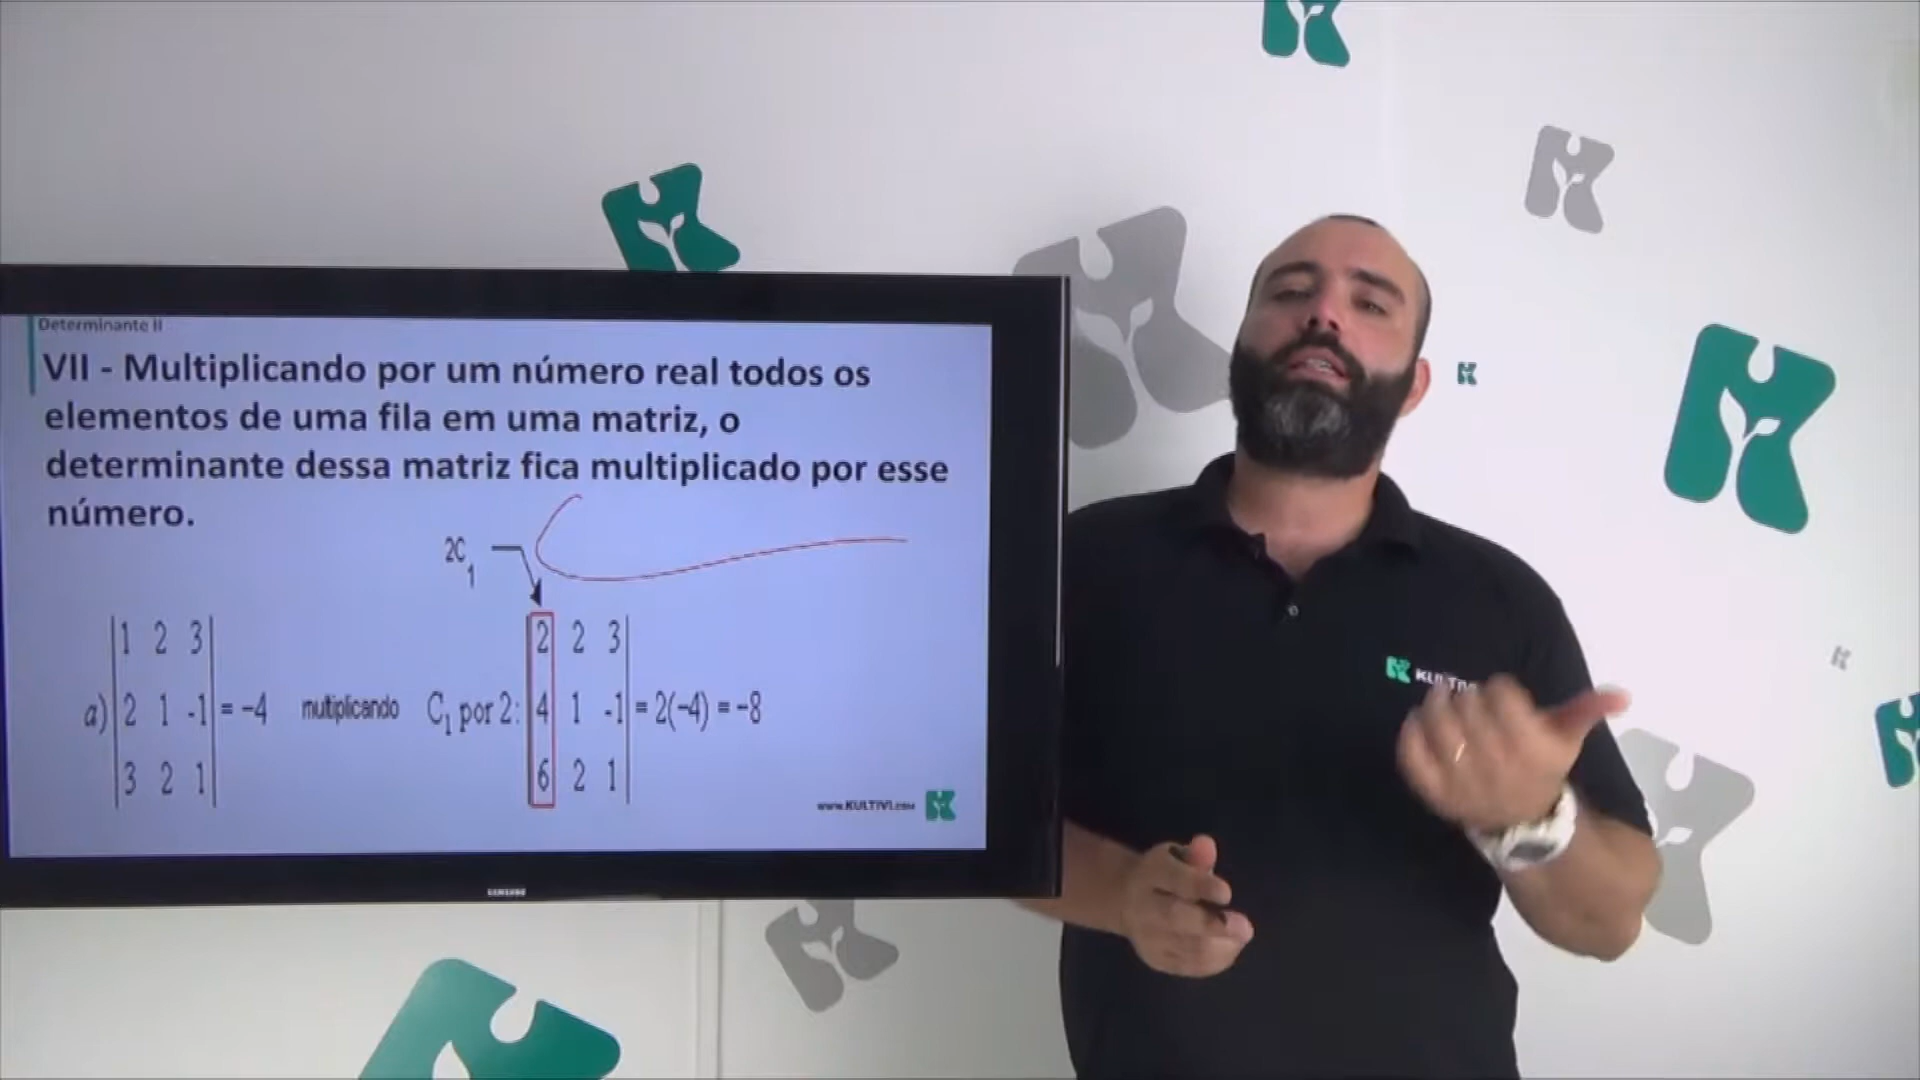 Determinante II
VII - Multiplicando por um número real todos os
elementos de uma fila em uma matriz, o
determinante dessa matriz fica multiplicado por esse
número.
2C1
1 2 3
2 1 -1
3 2 1
a) = -4 mutiplicando C1 por 2:
2 2 3
4 1 -1
6 2 1
= 2(-4) = -8
www.KULTIVI.com
SAMSUNG